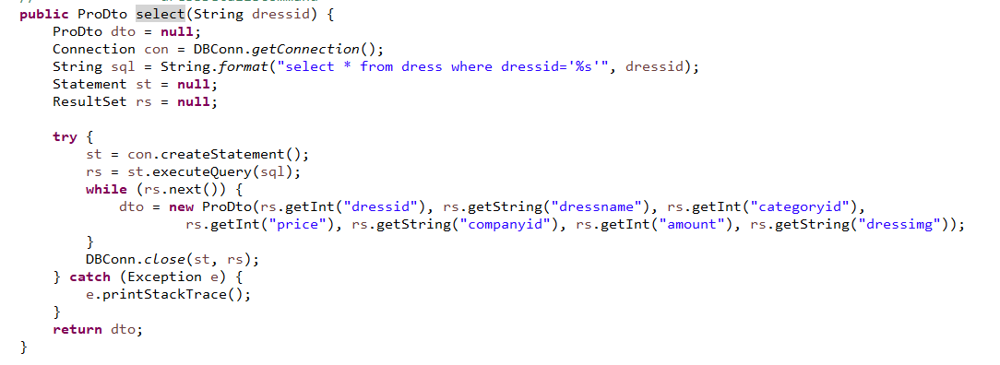 public ProDto select(String dressid) {
    ProDto dto = null;
    Connection con = DBConn.getConnection();
    String sql = String.format("select * from dress where dressid='%s'", dressid);
    Statement st = null;
    ResultSet rs = null;

    try {
        st = con.createStatement();
        rs = st.executeQuery(sql);
        while (rs.next()) {
            dto = new ProDto(rs.getInt("dressid"), rs.getString("dressname"), rs.getInt("categoryid"),
                    rs.getInt("price"), rs.getString("companyid"), rs.getInt("amount"), rs.getString("dressimg"));
        }
        DBConn.close(st, rs);
    } catch (Exception e) {
        e.printStackTrace();
    }
    return dto;
}